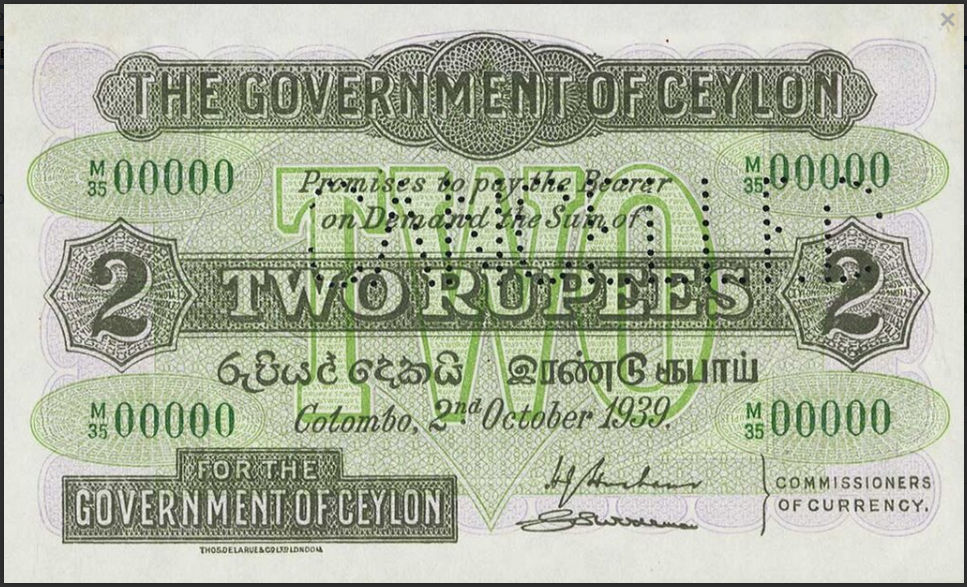 THE GOVERNMENT OF CEYLON
M/35 00000
M/35 00000
Promises to pay the Bearer
on Demand the Sum of
2
TWO RUPEES
2
TWO
රුපියල් දෙකයි
இரண்டு ரூபாய்
Colombo, 2nd October 1939.
M/35 00000
M/35 00000
FOR THE
GOVERNMENT OF CEYLON
COMMISSIONERS
OF CURRENCY.
THOS. DE LA RUE & CO. LTD. LONDON